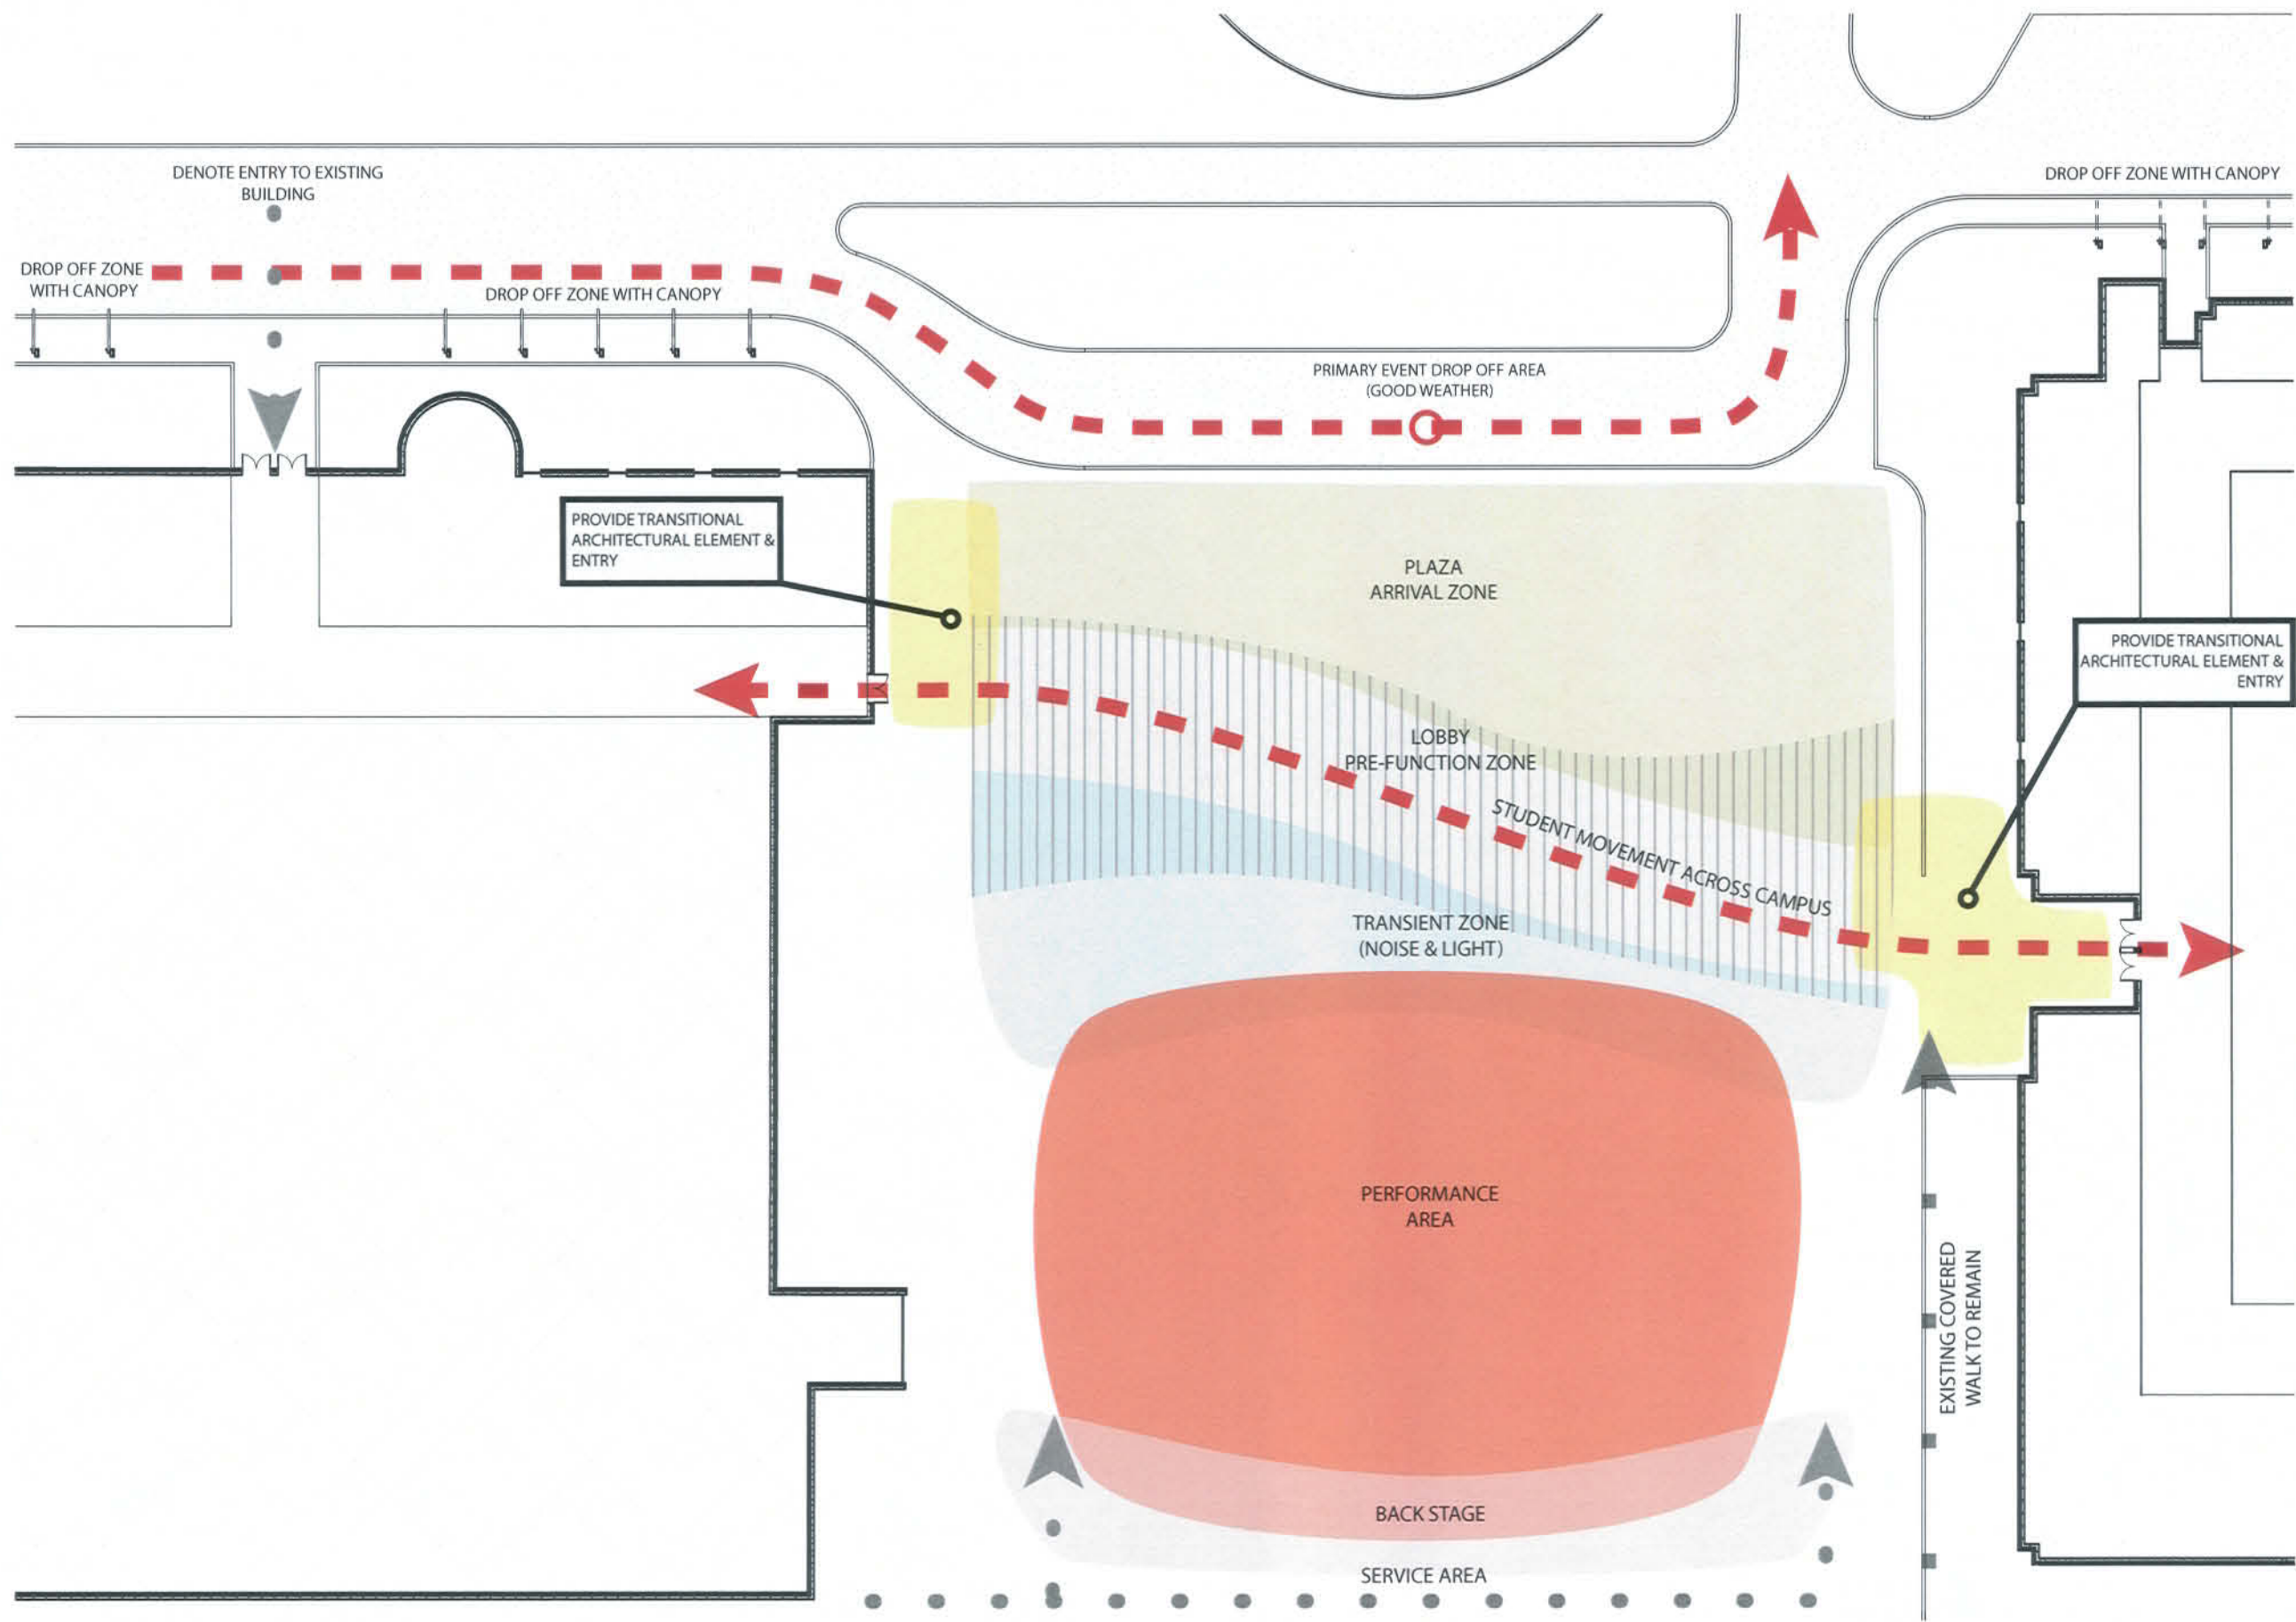 DENOTE ENTRY TO EXISTING
BUILDING
DROP OFF ZONE WITH CANOPY
DROP OFF ZONE
WITH CANOPY
DROP OFF ZONE WITH CANOPY
PRIMARY EVENT DROP OFF AREA
(GOOD WEATHER)
PROVIDE TRANSITIONAL
ARCHITECTURAL ELEMENT &
ENTRY
PLAZA
ARRIVAL ZONE
PROVIDE TRANSITIONAL
ARCHITECTURAL ELEMENT &
ENTRY
LOBBY
PRE-FUNCTION ZONE
STUDENT MOVEMENT ACROSS CAMPUS
TRANSIENT ZONE
(NOISE & LIGHT)
PERFORMANCE
AREA
EXISTING COVERED
WALK TO REMAIN
BACK STAGE
SERVICE AREA